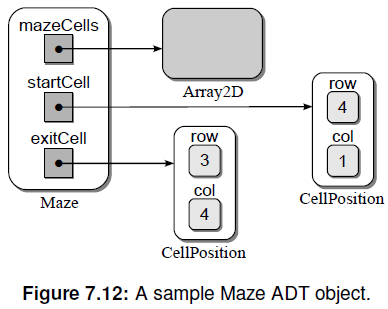 mazeCells
startCell
exitCell
Maze
Array2D
row
3
col
4
CellPosition
row
4
col
1
CellPosition
Figure 7.12: A sample Maze ADT object.